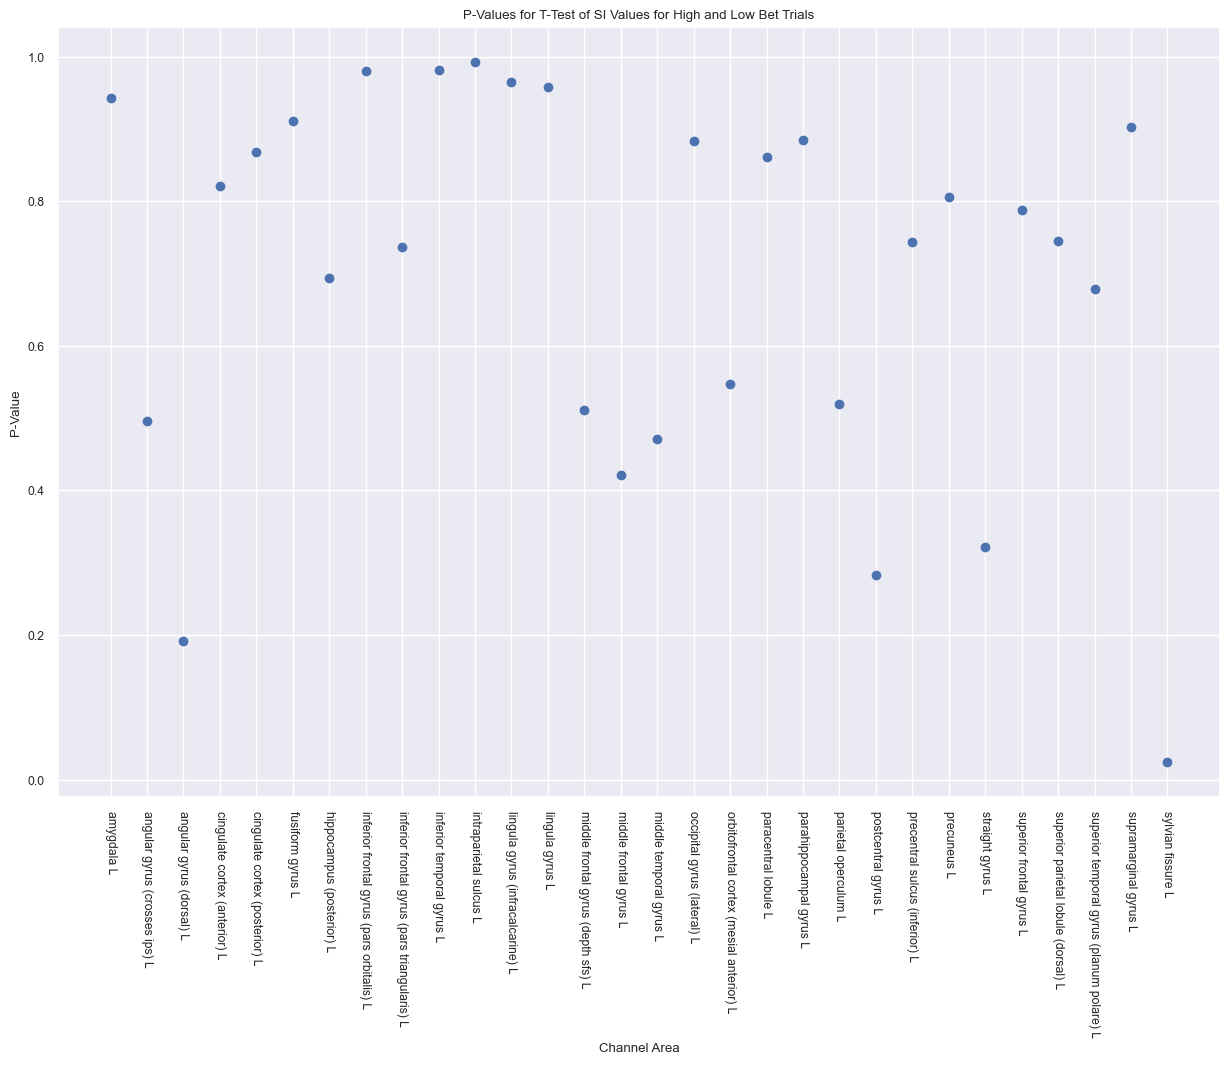 P-Values for T-Test of SI Values for High and Low Bet Trials
1.0
0.8
0.6
0.4
0.2
0.0
P-Value
amygdala L
angular gyrus (crosses ips) L
angular gyrus (dorsal) L
cingulate cortex (anterior) L
cingulate cortex (posterior) L
fusiform gyrus L
hippocampus (posterior) L
inferior frontal gyrus (pars orbitalis) L
inferior frontal gyrus (pars triangularis) L
inferior temporal gyrus L
intraparietal sulcus L
lingula gyrus (infracalcarine) L
lingula gyrus L
middle frontal gyrus (depth sfs) L
middle frontal gyrus L
middle temporal gyrus L
occipital gyrus (lateral) L
orbitofrontal cortex (mesial anterior) L
paracentral lobule L
parahippocampal gyrus L
parietal operculum L
postcentral gyrus L
precentral sulcus (inferior) L
precuneus L
straight gyrus L
superior frontal gyrus L
superior parietal lobule (dorsal) L
superior temporal gyrus (planum polare) L
supramarginal gyrus L
sylvian fissure L
Channel Area